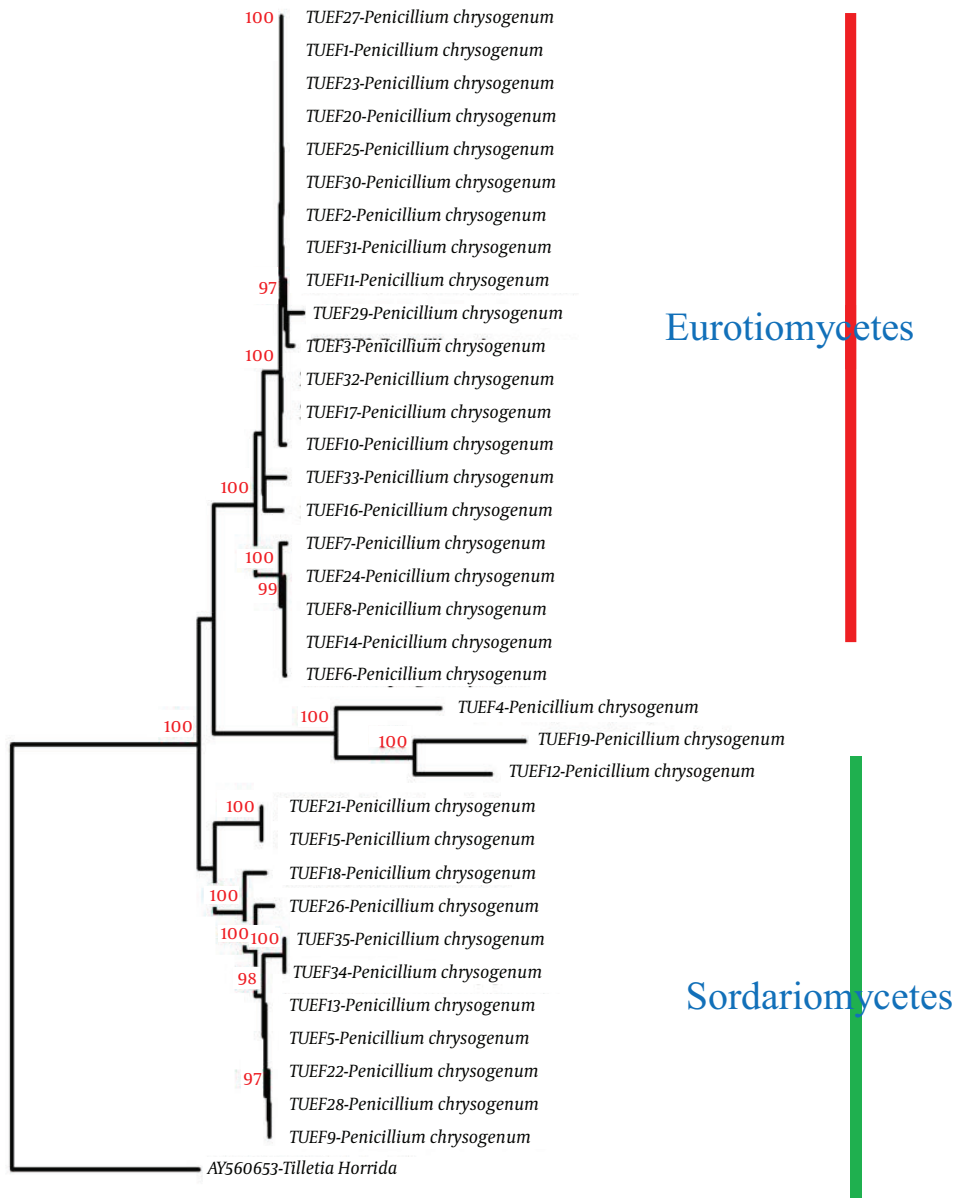 100
TUEF27-Penicillium chrysogenum
TUEF1-Penicillium chrysogenum
TUEF23-Penicillium chrysogenum
TUEF20-Penicillium chrysogenum
TUEF25-Penicillium chrysogenum
TUEF30-Penicillium chrysogenum
TUEF2-Penicillium chrysogenum
TUEF31-Penicillium chrysogenum
TUEF11-Penicillium chrysogenum
97
TUEF29-Penicillium chrysogenum
Eurotiomycetes
TUEF3-Penicillium chrysogenum
100
TUEF32-Penicillium chrysogenum
TUEF17-Penicillium chrysogenum
TUEF10-Penicillium chrysogenum
TUEF33-Penicillium chrysogenum
100
TUEF16-Penicillium chrysogenum
TUEF7-Penicillium chrysogenum
100
TUEF24-Penicillium chrysogenum
99
TUEF8-Penicillium chrysogenum
TUEF14-Penicillium chrysogenum
TUEF6-Penicillium chrysogenum
TUEF4-Penicillium chrysogenum
100
100
TUEF19-Penicillium chrysogenum
100
TUEF12-Penicillium chrysogenum
100
TUEF21-Penicillium chrysogenum
TUEF15-Penicillium chrysogenum
TUEF18-Penicillium chrysogenum
100
TUEF26-Penicillium chrysogenum
100
100
TUEF35-Penicillium chrysogenum
98
TUEF34-Penicillium chrysogenum
Sordariomycetes
TUEF13-Penicillium chrysogenum
TUEF5-Penicillium chrysogenum
97
TUEF22-Penicillium chrysogenum
TUEF28-Penicillium chrysogenum
TUEF9-Penicillium chrysogenum
AY560653-Tilletia Horrida